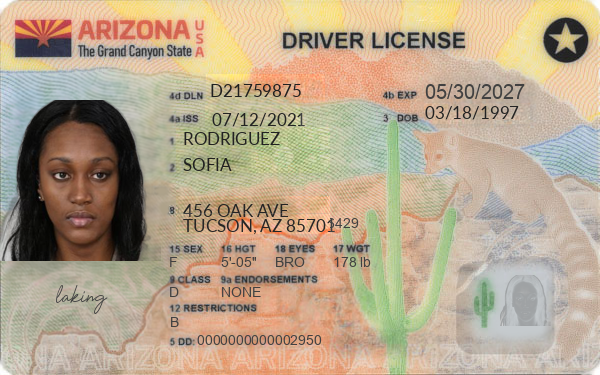 ARIZONA USA
The Grand Canyon State
DRIVER LICENSE
4d DLN D21759875
4b EXP 05/30/2027
4a ISS 07/12/2021
3 DOB 03/18/1997
1 RODRIGUEZ
2 SOFIA
8 456 OAK AVE
TUCSON, AZ 85701 1429
15 SEX 16 HGT 18 EYES 17 WGT
F 5'-05" BRO 178 lb
9 CLASS 9a ENDORSEMENTS
D NONE
12 RESTRICTIONS
B
laking
5 DD: 0000000000002950
ARIZONA ARIZONA ARIZONA